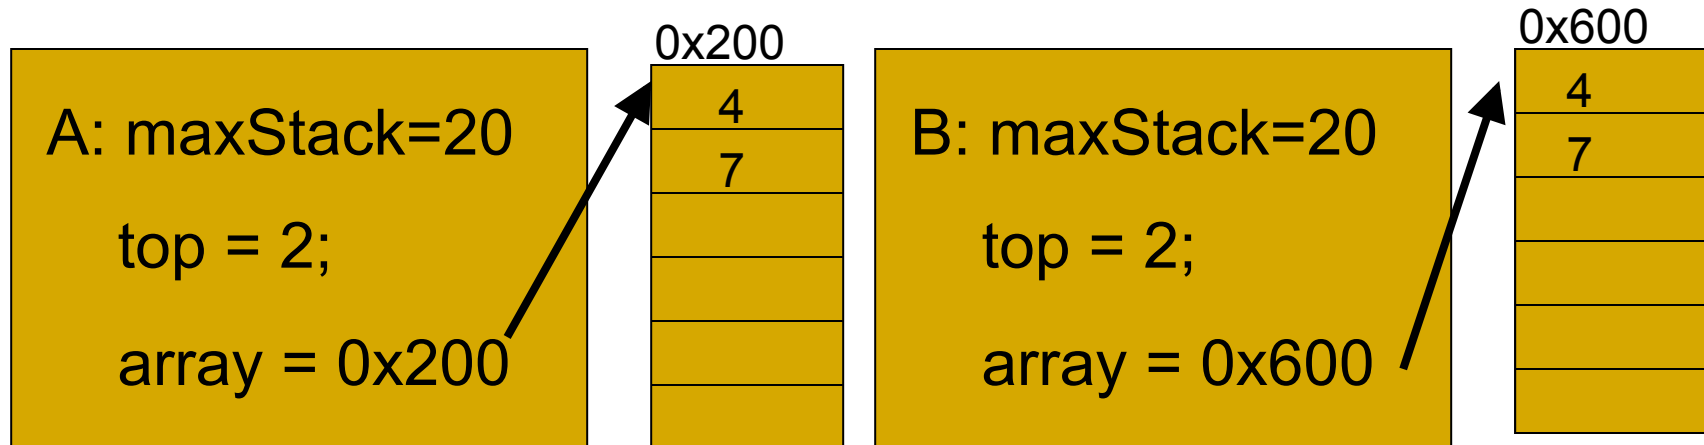 A: maxStack=20
top = 2;
array = 0x200
0x200
4
7
B: maxStack=20
top = 2;
array = 0x600
0x600
4
7